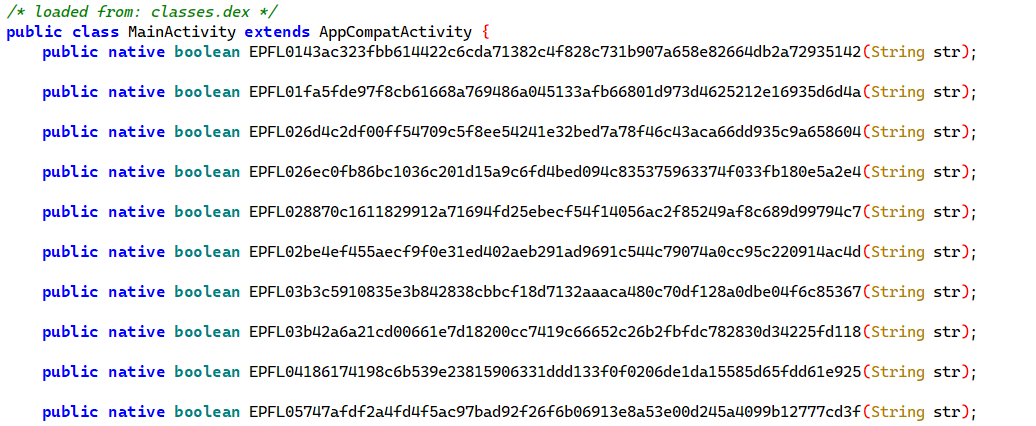 /* loaded from: classes.dex */
public class MainActivity extends AppCompatActivity {
public native boolean EPFL0143ac323fbb614422c6cda71382c4f828c731b907a658e82664db2a72935142(String str);
public native boolean EPFL01fa5fde97f8cb61668a769486a045133afb66801d973d4625212e16935d6d4a(String str);
public native boolean EPFL026d4c2df00ff54709c5f8ee54241e32bed7a78f46c43aca66dd935c9a658604(String str);
public native boolean EPFL026ec0fb86bc1036c201d15a9c6fd4bed094c835375963374f033fb180e5a2e4(String str);
public native boolean EPFL028870c1611829912a71694fd25ebecf54f14056ac2f85249af8c689d99794c7(String str);
public native boolean EPFL02be4ef455aecf9f0e31ed402aeb291ad9691c544c79074a0cc95c220914ac4d(String str);
public native boolean EPFL03b3c5910835e3b842838cbbcf18d7132aaaca480c70df128a0dbe04f6c85367(String str);
public native boolean EPFL03b42a6a21cd00661e7d18200cc7419c66652c26b2fbfdc782830d34225fd118(String str);
public native boolean EPFL04186174198c6b539e23815906331ddd133f0f0206de1da15585d65fdd61e925(String str);
public native boolean EPFL05747afdf2a4fd4f5ac97bad92f26f6b06913e8a53e00d245a4099b12777cd3f(String str);